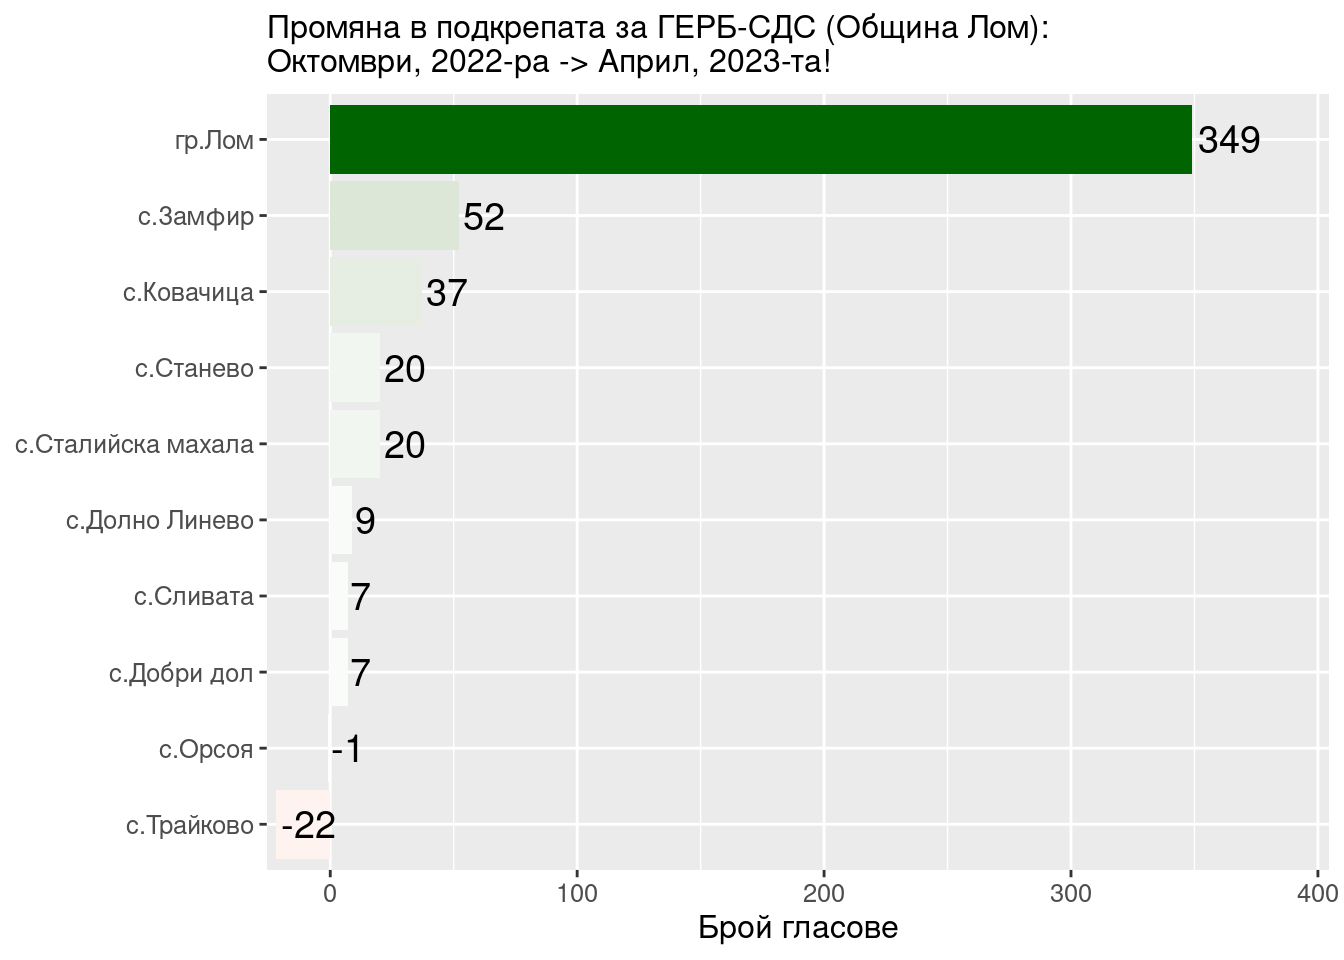 Промяна в подкрепата за ГЕРБ-СДС (Община Лом):
Октомври, 2022-ра -> Април, 2023-та!
гр.Лом 349
с.Замфир 52
с.Ковачица 37
с.Станево 20
с.Сталийска махала 20
с.Долно Линево 9
с.Сливата 7
с.Добри дол 7
с.Орсоя -1
с.Трайково -22
0 100 200 300 400
Брой гласове